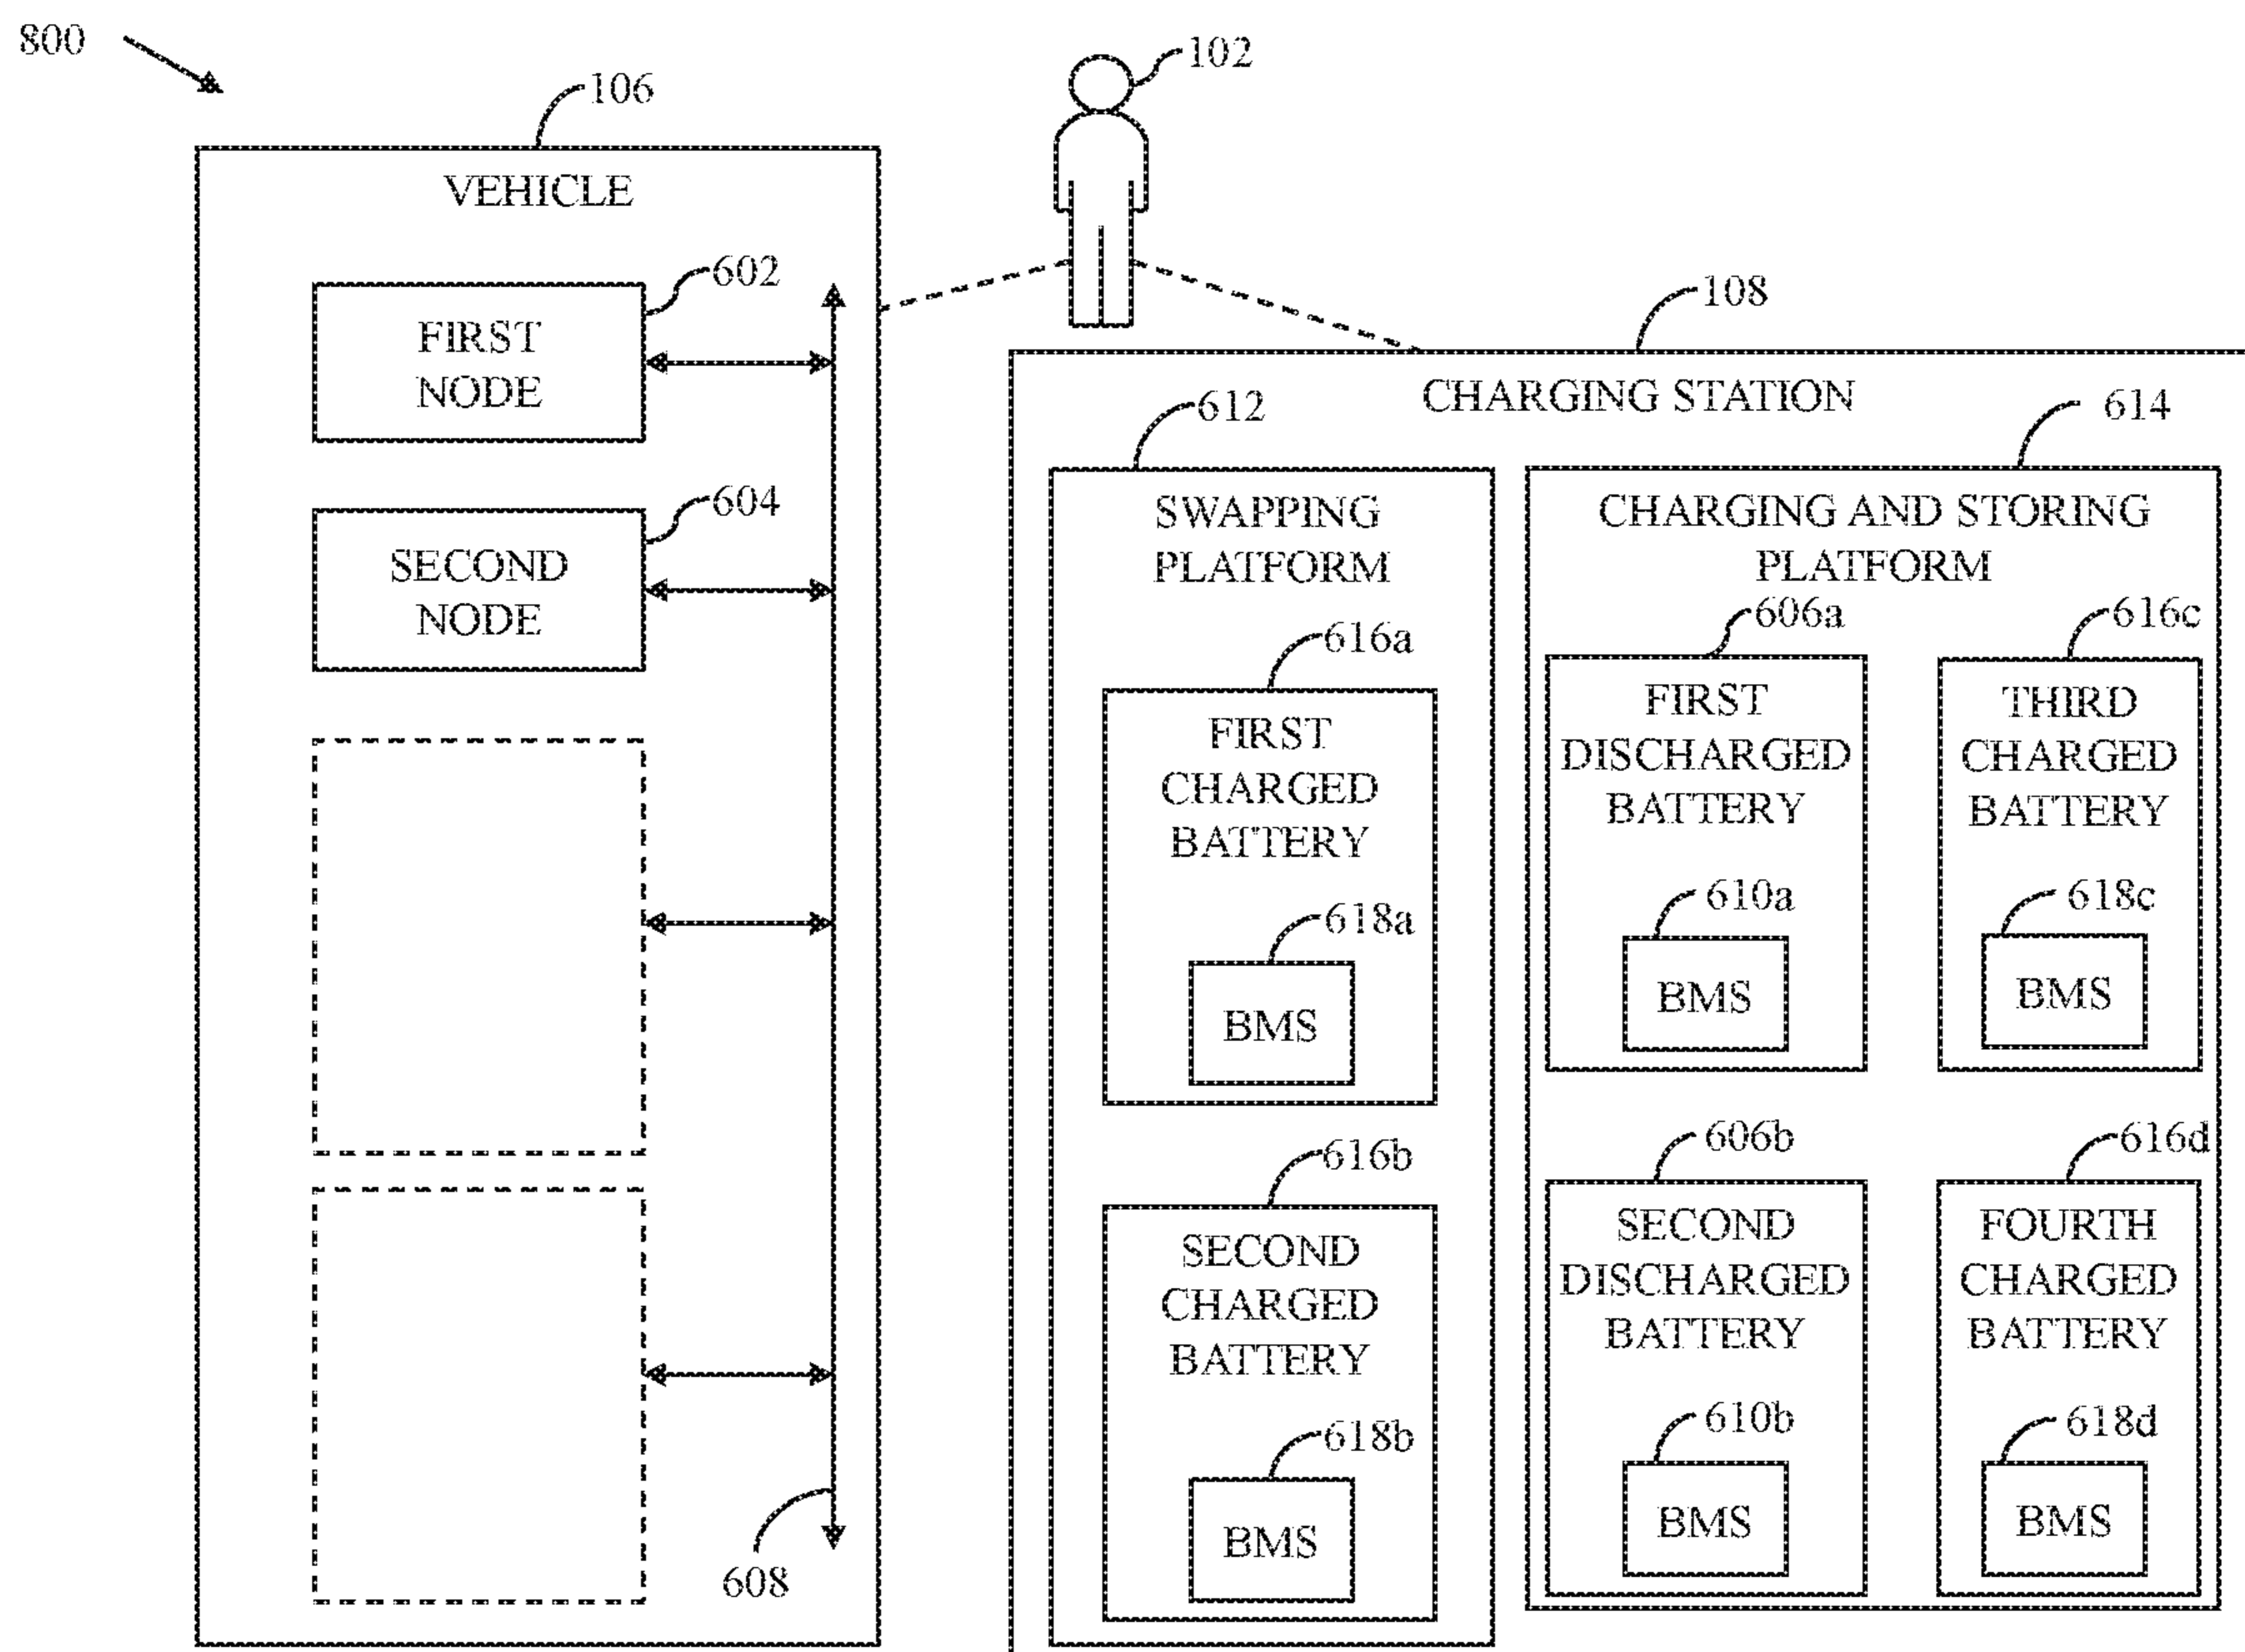 800
106
102
VEHICLE
602
FIRST
NODE
604
SECOND
NODE
608
108
CHARGING STATION
612
SWAPPING
PLATFORM
616a
FIRST
CHARGED
BATTERY
618a
BMS
616b
SECOND
CHARGED
BATTERY
618b
BMS
614
CHARGING AND STORING
PLATFORM
606a
FIRST
DISCHARGED
BATTERY
610a
BMS
616c
THIRD
CHARGED
BATTERY
618c
BMS
606b
SECOND
DISCHARGED
BATTERY
610b
BMS
616d
FOURTH
CHARGED
BATTERY
618d
BMS